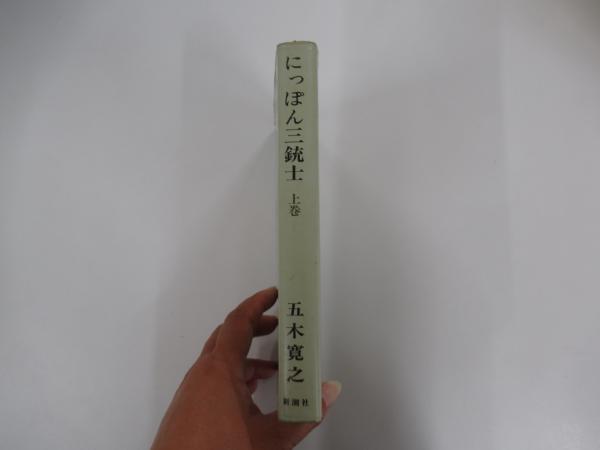 にっぽん三銃士
上巻
五木寛之
新潮社